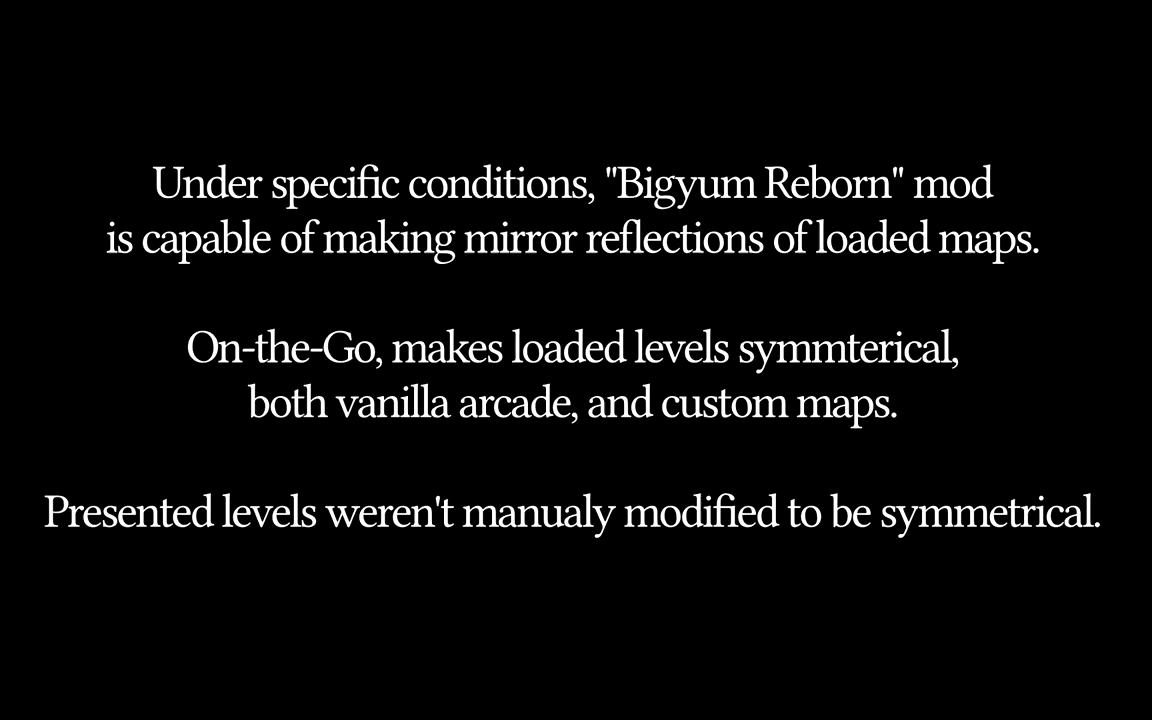 Under specific conditions, "Bigyum Reborn" mod
is capable of making mirror reflections of loaded maps.
On-the-Go, makes loaded levels symmterical,
both vanilla arcade, and custom maps.
Presented levels weren't manualy modified to be symmetrical.